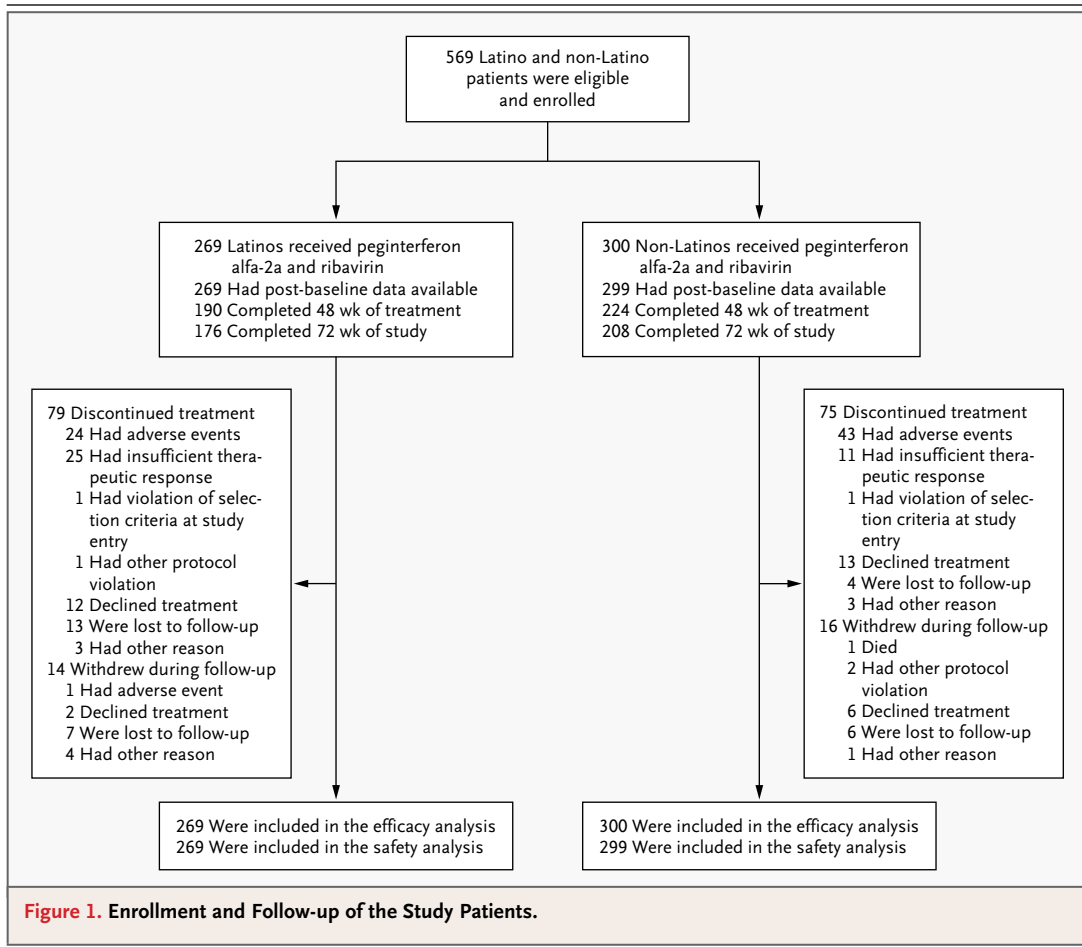 569 Latino and non-Latino
patients were eligible
and enrolled
269 Latinos received peginterferon
alfa-2a and ribavirin
269 Had post-baseline data available
190 Completed 48 wk of treatment
176 Completed 72 wk of study
300 Non-Latinos received peginterferon
alfa-2a and ribavirin
299 Had post-baseline data available
224 Completed 48 wk of treatment
208 Completed 72 wk of study
79 Discontinued treatment
24 Had adverse events
25 Had insufficient thera-
peutic response
1 Had violation of selec-
tion criteria at study
entry
1 Had other protocol
violation
12 Declined treatment
13 Were lost to follow-up
3 Had other reason
14 Withdrew during follow-up
1 Had adverse event
2 Declined treatment
7 Were lost to follow-up
4 Had other reason
75 Discontinued treatment
43 Had adverse events
11 Had insufficient thera-
peutic response
1 Had violation of selec-
tion criteria at study
entry
13 Declined treatment
4 Were lost to follow-up
3 Had other reason
16 Withdrew during follow-up
1 Died
2 Had other protocol
violation
6 Declined treatment
6 Were lost to follow-up
1 Had other reason
269 Were included in the efficacy analysis
269 Were included in the safety analysis
300 Were included in the efficacy analysis
299 Were included in the safety analysis
Figure 1. Enrollment and Follow-up of the Study Patients.